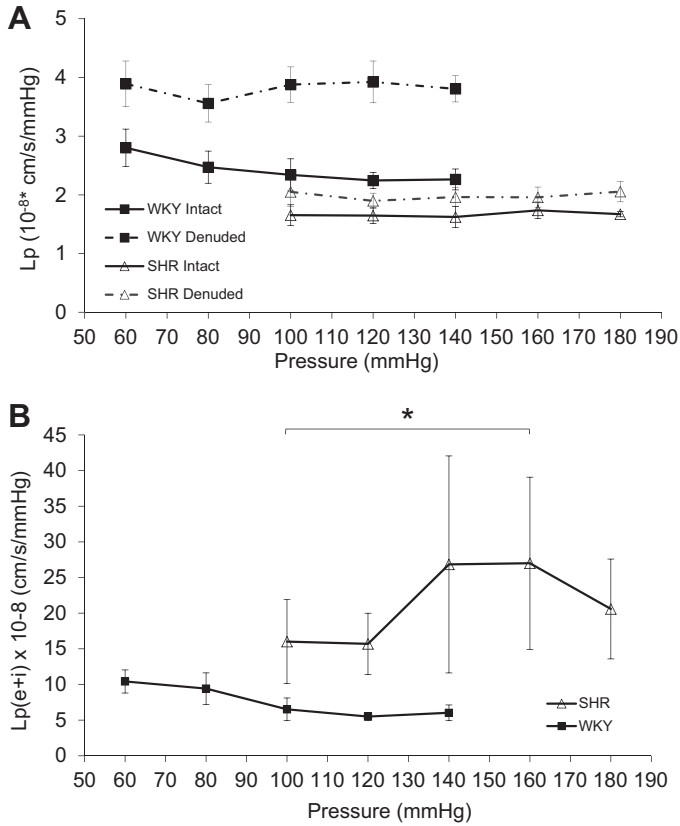 A
5
4
3
2
1
0
Lp (10-8* cm/s/mmHg)
WKY Intact
WKY Denuded
SHR Intact
SHR Denuded
50 60 70 80 90 100 110 120 130 140 150 160 170 180 190
Pressure (mmHg)
B
*
45
40
35
30
25
20
15
10
5
0
Lp(e+i) x 10-8 (cm/s/mmHg)
SHR
WKY
50 60 70 80 90 100 110 120 130 140 150 160 170 180 190
Pressure (mmHg)